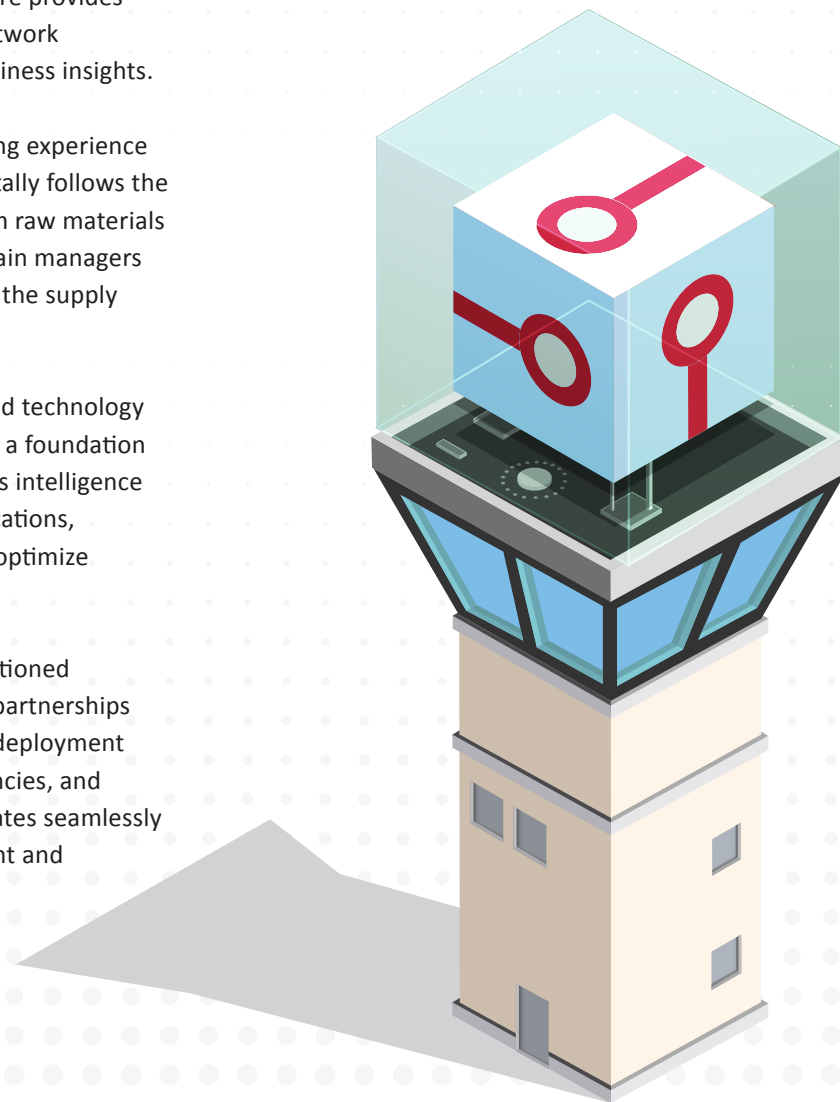 re provides
twork
iness insights.
ng experience
tally follows the
n raw materials
ain managers
the supply
d technology
a foundation
s intelligence
cations,
optimize
tioned
partnerships
deployment
ncies, and
ates seamlessly
nt and